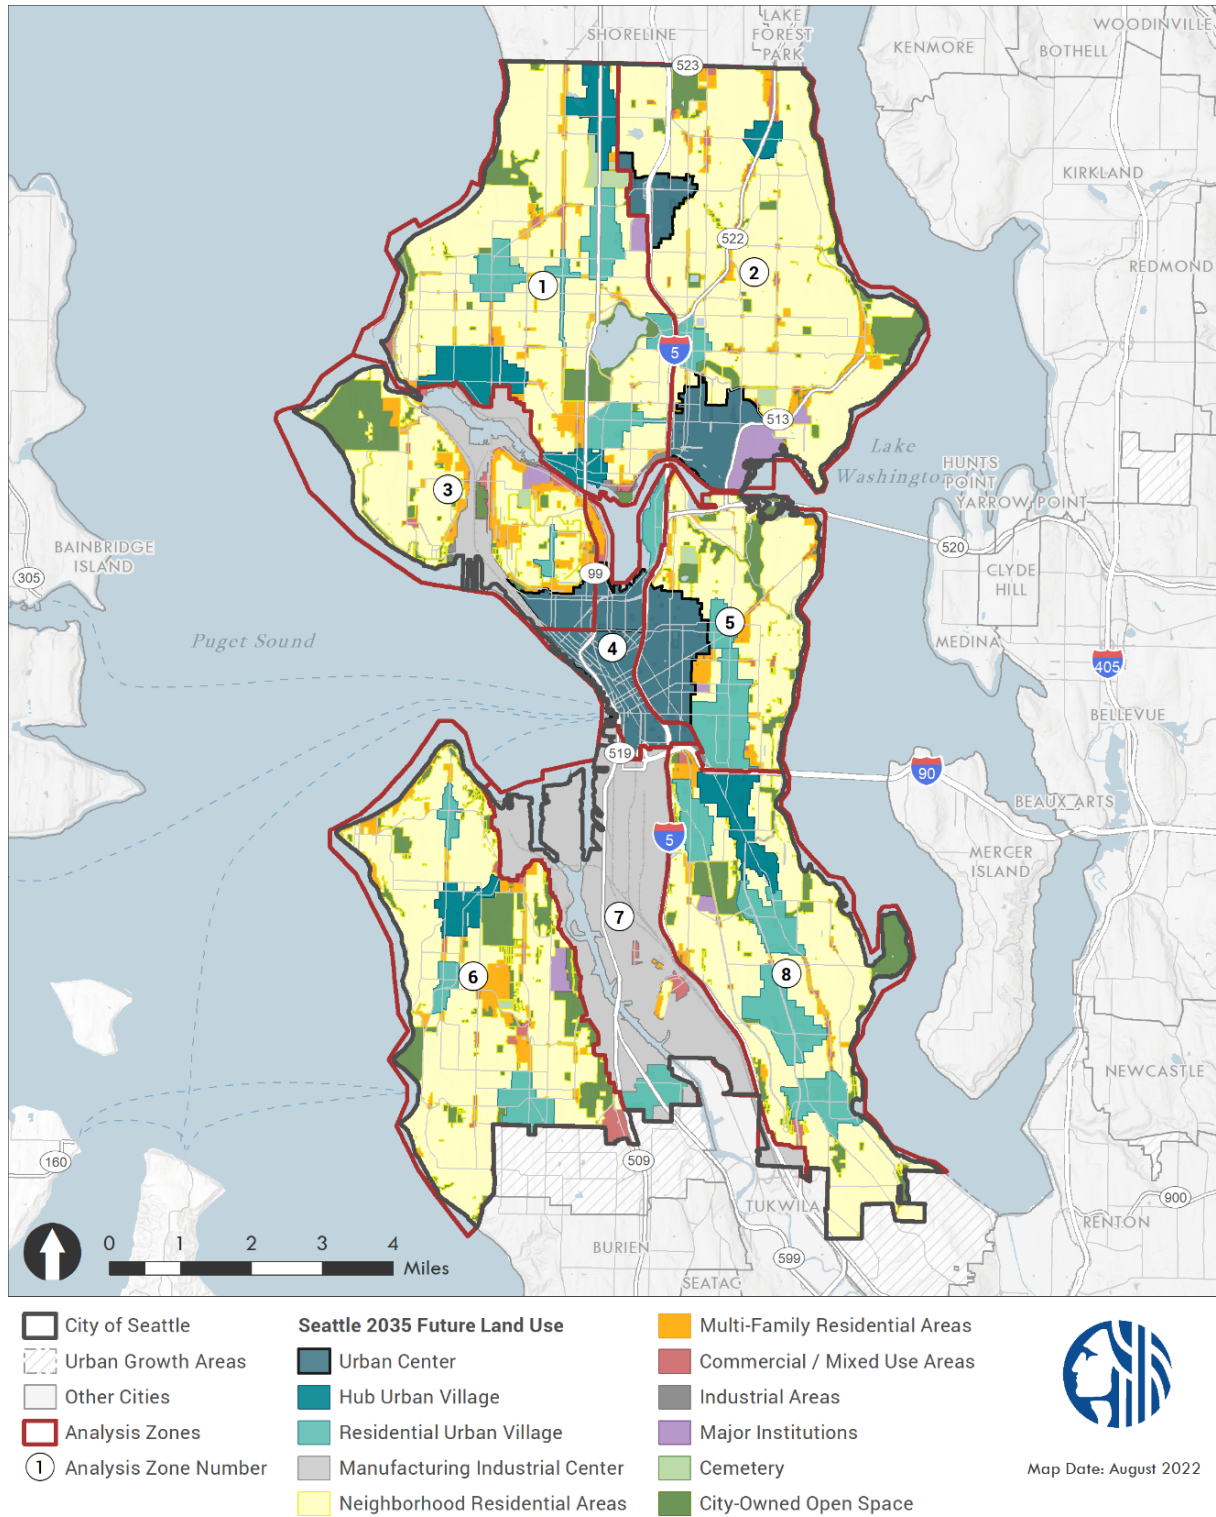 SHORELINE
LAKE
FOREST
PARK
WOODINVILLE
KENMORE
BOTHELL
523
KIRKLAND
522
2
REDMOND
1
5
513
Lake
Washington
HUNTS
POINT
YARROW POINT
3
520
BAINBRIDGE
ISLAND
305
99
CLYDE
HILL
5
Puget Sound
4
MEDINA
405
BELLEVUE
519
90
BEAUX ARTS
5
MERCER
ISLAND
7
6
8
NEWCASTLE
160
509
TUKWILA
900
RENTON
BURIEN
599
SEATAC
0 1 2 3 4
Miles
City of Seattle
Urban Growth Areas
Other Cities
Analysis Zones
1 Analysis Zone Number
Seattle 2035 Future Land Use
Urban Center
Hub Urban Village
Residential Urban Village
Manufacturing Industrial Center
Neighborhood Residential Areas
Multi-Family Residential Areas
Commercial / Mixed Use Areas
Industrial Areas
Major Institutions
Cemetery
City-Owned Open Space
Map Date: August 2022